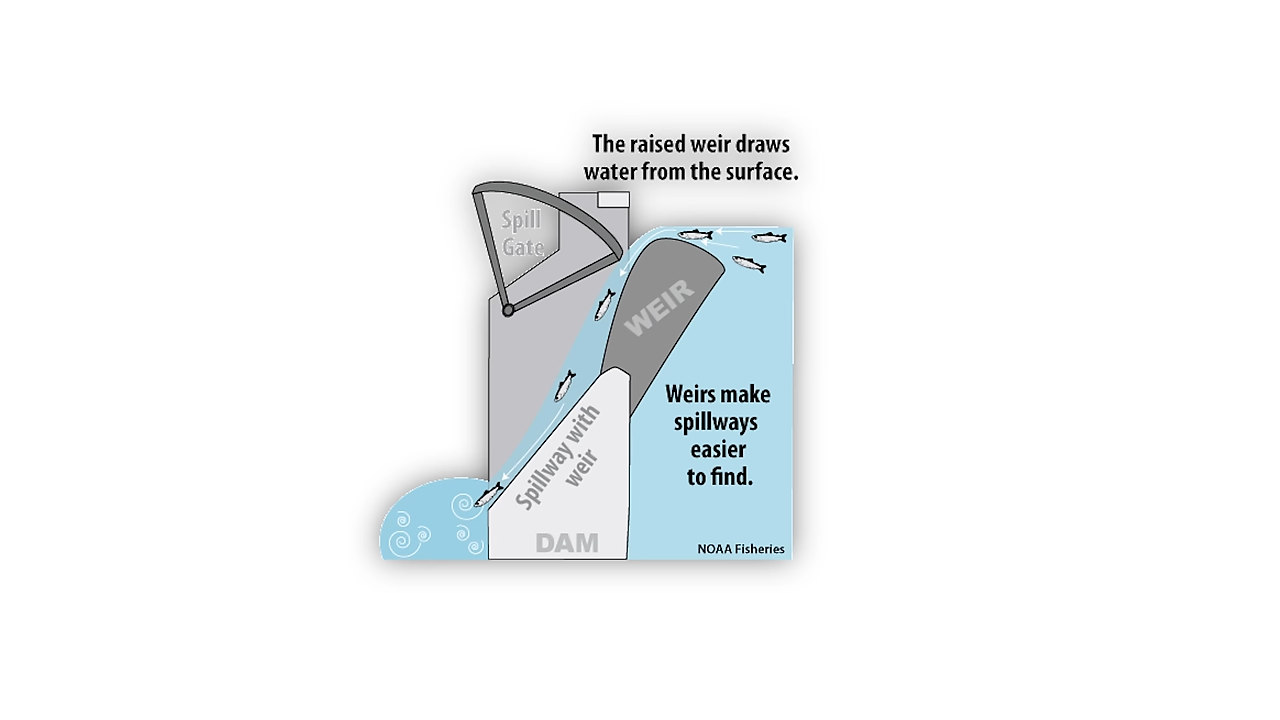 The raised weir draws
water from the surface.
Spill
Gate
WEIR
Weirs make
spillways
easier
to find.
Spillway with
weir
DAM
NOAA Fisheries